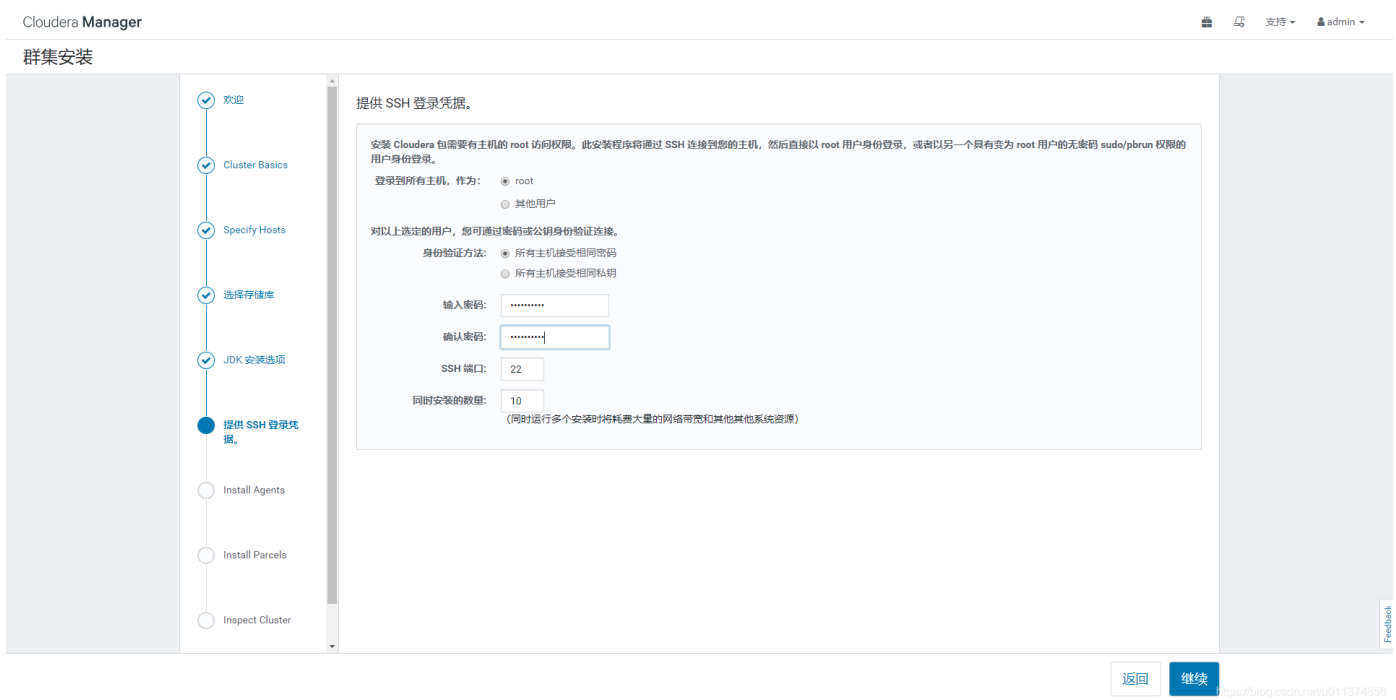 Cloudera Manager
支持
admin
群集安装
欢迎
Cluster Basics
Specify Hosts
选择存储库
JDK 安装选项
提供 SSH 登录凭
据。
Install Agents
Install Parcels
Inspect Cluster
提供 SSH 登录凭据。
安装 Cloudera 包需要有主机的 root 访问权限。此安装程序将通过 SSH 连接到您的主机，然后直接以 root 用户身份登录，或者以另一个具有变为 root 用户的无密码 sudo/pbrun 权限的
用户身份登录。
登录到所有主机，作为： root
其他用户
对以上选定的用户，您可通过密码或公钥身份验证连接。
身份验证方法: 所有主机接受相同密码
所有主机接受相同私钥
输入密码: ••••••••••
确认密码: ••••••••••
SSH 端口: 22
同时安装的数量: 10
（同时运行多个安装时将耗费大量的网络带宽和其他其他系统资源）
Feedback
返回
继续
https://blog.csdn.net/u011374856